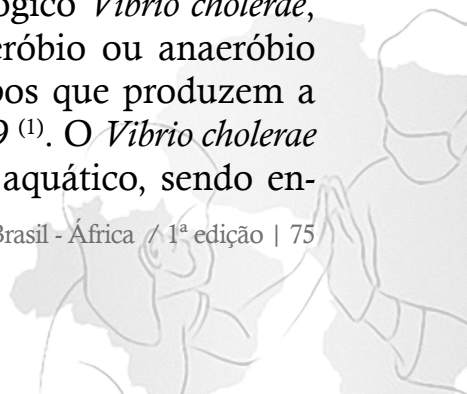 ógico Vibrio cholerae,
eróbio ou anaeróbio
pos que produzem a
9 (1). O Vibrio cholerae
aquático, sendo en-
Brasil - África / 1ª edição | 75